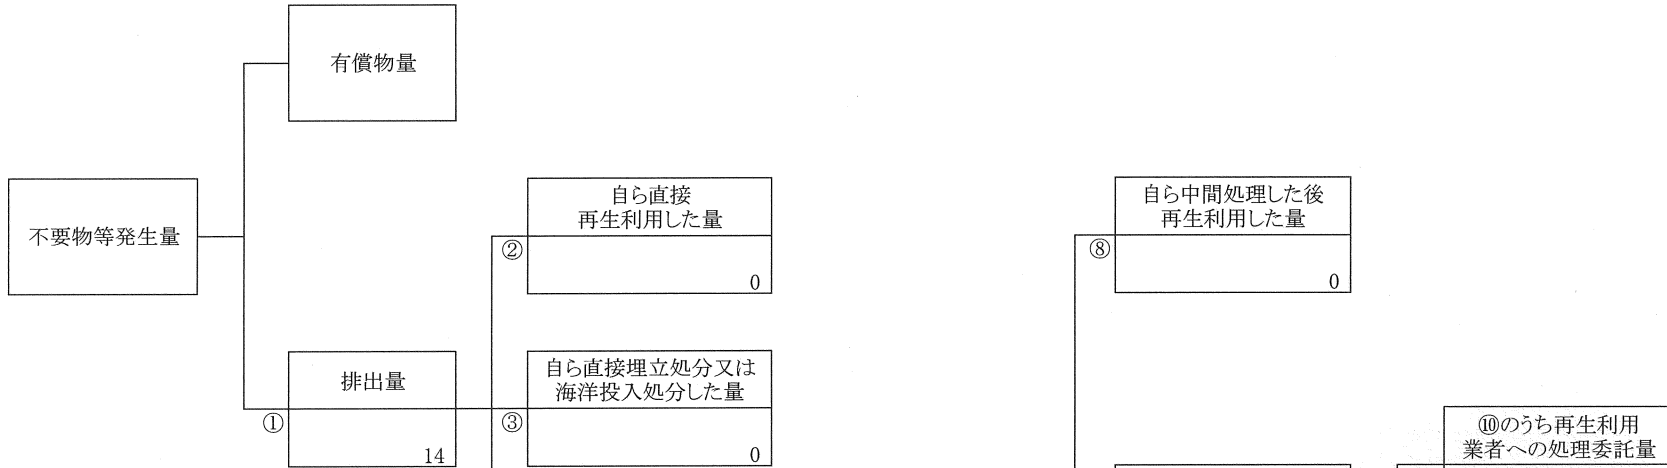 有償物量
不要物等発生量
自ら直接
再生利用した量
②
0
自ら中間処理した後
再生利用した量
⑧
0
排出量
①
14
自ら直接埋立処分又は
海洋投入処分した量
③
0
⑩のうち再生利用
業者への処理委託量